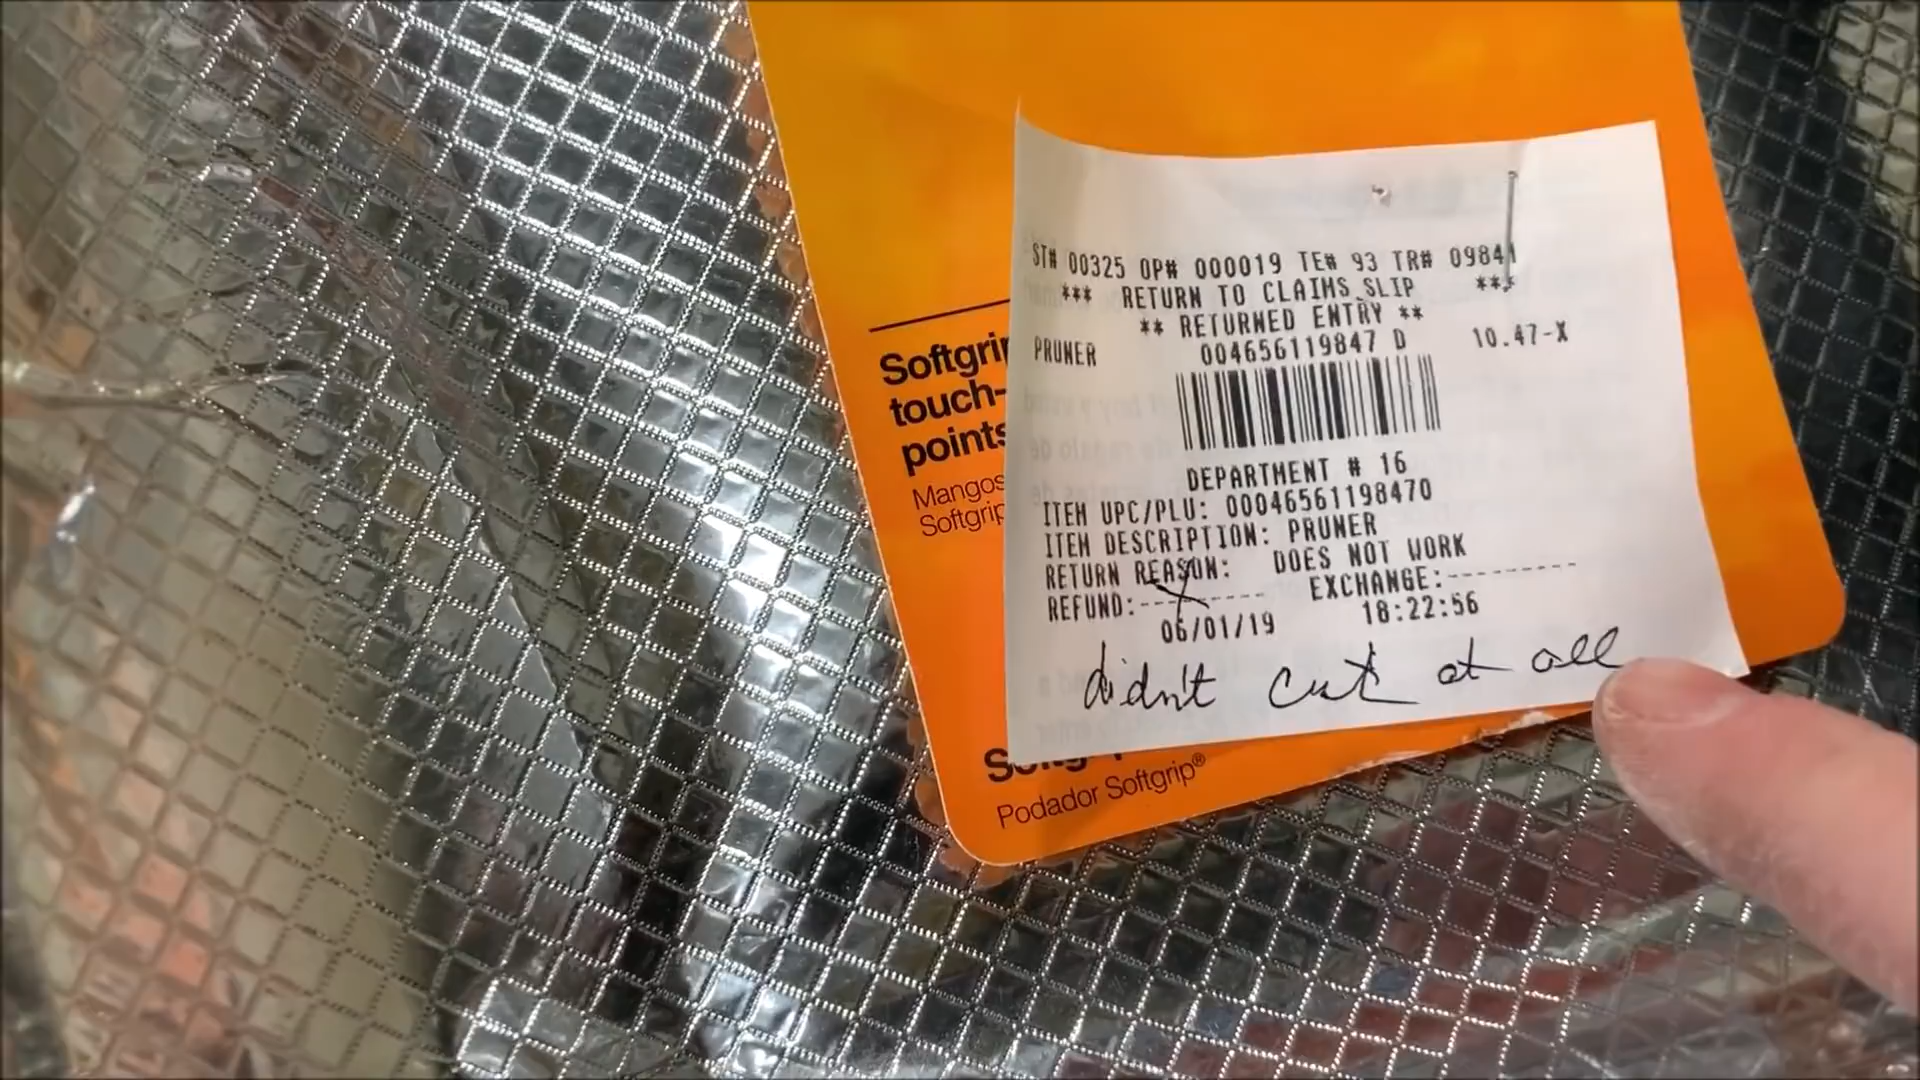 ST# 00325 OP# 000019 TE# 93 TR# 09841
*** RETURN TO CLAIMS SLIP ***
** RETURNED ENTRY **
PRUNER 004656119847 D 10.47-X
DEPARTMENT # 16
ITEM UPC/PLU: 00046561198470
ITEM DESCRIPTION: PRUNER
RETURN REASON: DOES NOT WORK
REFUND:---X------ EXCHANGE:----------
06/01/19 18:22:56
didn't cut at all
Softgrip
touch-
points
Mangos
Softgrip
Podador Softgrip®